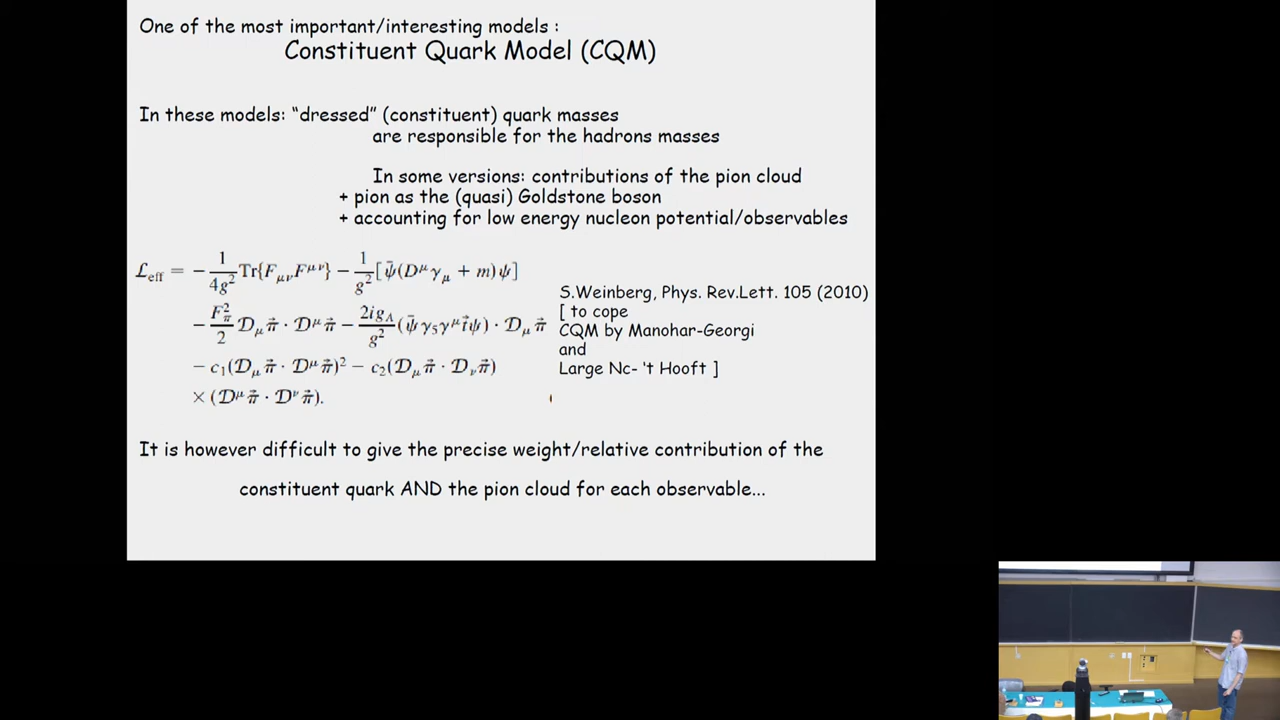 One of the most important/interesting models :
Constituent Quark Model (CQM)
In these models: “dressed” (constituent) quark masses
are responsible for the hadrons masses
In some versions: contributions of the pion cloud
+ pion as the (quasi) Goldstone boson
+ accounting for low energy nucleon potential/observables
ℒ_eff = − 1/(4g²) Tr{F_μν F^μν} − 1/g² [ψ̄(D^μ γ_μ + m)ψ]
− F_π²/2 𝒟_μ π⃗ · 𝒟^μ π⃗ − 2ig_A/g² (ψ̄ γ₅ γ^μ t⃗ ψ) · 𝒟_μ π⃗
− c₁(𝒟_μ π⃗ · 𝒟^μ π⃗)² − c₂(𝒟_μ π⃗ · 𝒟_ν π⃗)
× (𝒟^μ π⃗ · 𝒟^ν π⃗).
S.Weinberg, Phys. Rev.Lett. 105 (2010)
[ to cope
CQM by Manohar-Georgi
and
Large Nc- 't Hooft ]
It is however difficult to give the precise weight/relative contribution of the
constituent quark AND the pion cloud for each observable...